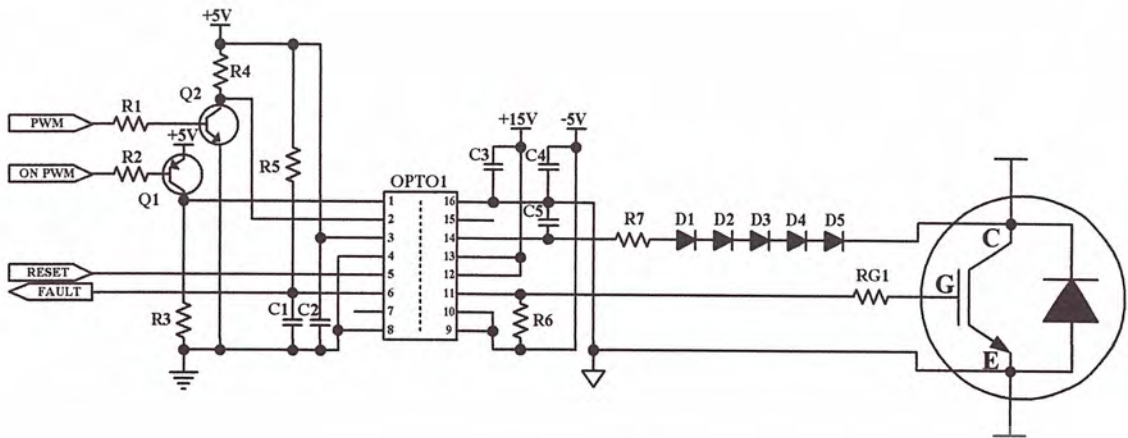 +5V
R4
Q2
R1
PWM
+5V
+15V -5V
R2
ON PWM
R5
C3 C4
Q1
OPTO1
1 16
C5
R7 D1 D2 D3 D4 D5
2 15
3 14
C
4 13
RESET
5 12
RG1 G
FAULT
6 11
C1 C2
7 10
R3
R6
8 9
E